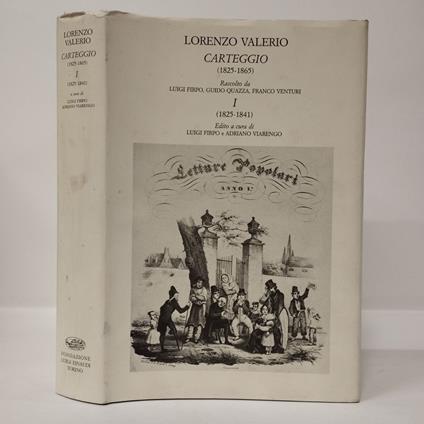 LORENZO
VALERIO
CARTEGGIO
(1825-1865)
I
(1825-1841)
a cura di
LUIGI FIRPO
ADRIANO VIARENGO
FONDAZIONE
LUIGI EINAUDI
TORINO
LORENZO VALERIO
CARTEGGIO
(1825-1865)
Raccolto da
LUIGI FIRPO, GUIDO QUAZZA, FRANCO VENTURI
I
(1825-1841)
Edito a cura di
LUIGI FIRPO e ADRIANO VIARENGO
Letture Popolari
ANNO I.º